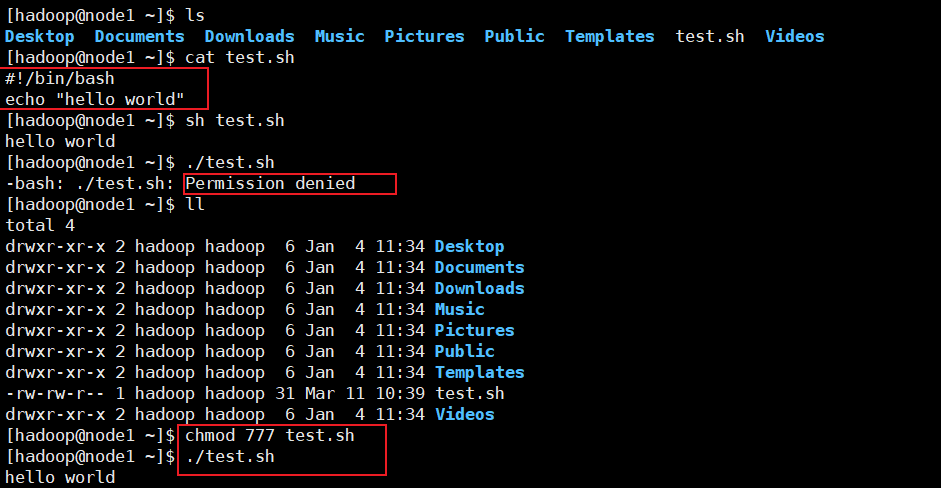 [hadoop@node1 ~]$ ls
Desktop  Documents  Downloads  Music  Pictures  Public  Templates  test.sh  Videos
[hadoop@node1 ~]$ cat test.sh
#!/bin/bash
echo "hello world"
[hadoop@node1 ~]$ sh test.sh
hello world
[hadoop@node1 ~]$ ./test.sh
-bash: ./test.sh: Permission denied
[hadoop@node1 ~]$ ll
total 4
drwxr-xr-x 2 hadoop hadoop  6 Jan  4 11:34 Desktop
drwxr-xr-x 2 hadoop hadoop  6 Jan  4 11:34 Documents
drwxr-xr-x 2 hadoop hadoop  6 Jan  4 11:34 Downloads
drwxr-xr-x 2 hadoop hadoop  6 Jan  4 11:34 Music
drwxr-xr-x 2 hadoop hadoop  6 Jan  4 11:34 Pictures
drwxr-xr-x 2 hadoop hadoop  6 Jan  4 11:34 Public
drwxr-xr-x 2 hadoop hadoop  6 Jan  4 11:34 Templates
-rw-rw-r-- 1 hadoop hadoop 31 Mar 11 10:39 test.sh
drwxr-xr-x 2 hadoop hadoop  6 Jan  4 11:34 Videos
[hadoop@node1 ~]$ chmod 777 test.sh
[hadoop@node1 ~]$ ./test.sh
hello world